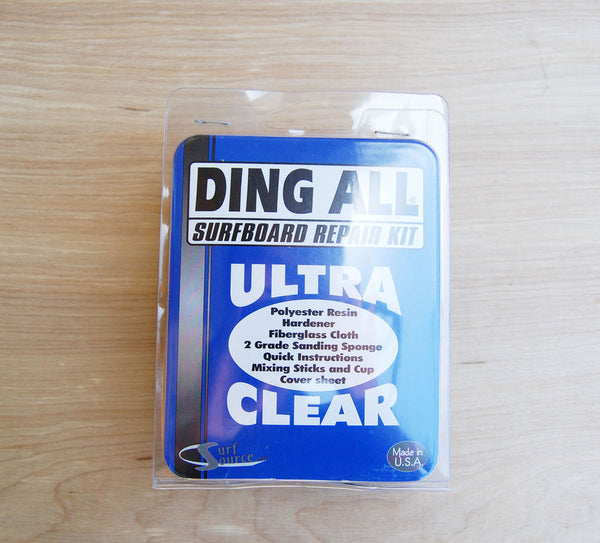 DING ALL®
SURFBOARD REPAIR KIT
ULTRA
Polyester Resin
Hardener
Fiberglass Cloth
2 Grade Sanding Sponge
Quick Instructions
Mixing Sticks and Cup
Cover sheet
CLEAR
Surf
Source
Made in
U.S.A.